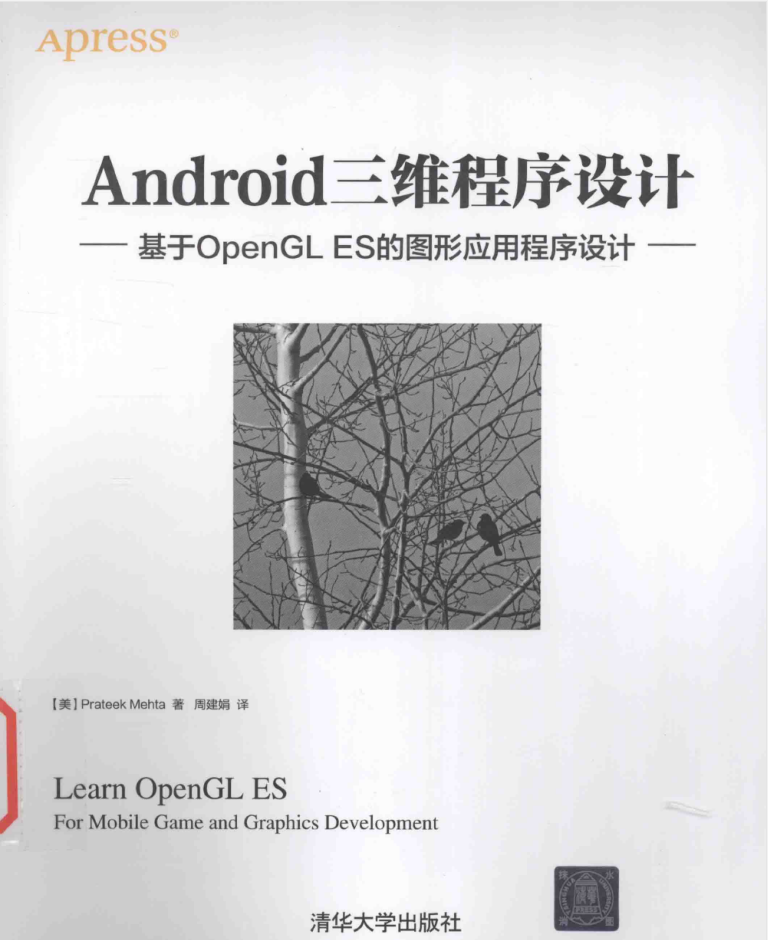 Apress®
Android三维程序设计
基于OpenGL ES的图形应用程序设计
【美】Prateek Mehta 著 周建娟 译
Learn OpenGL ES
For Mobile Game and Graphics Development
清华大学出版社